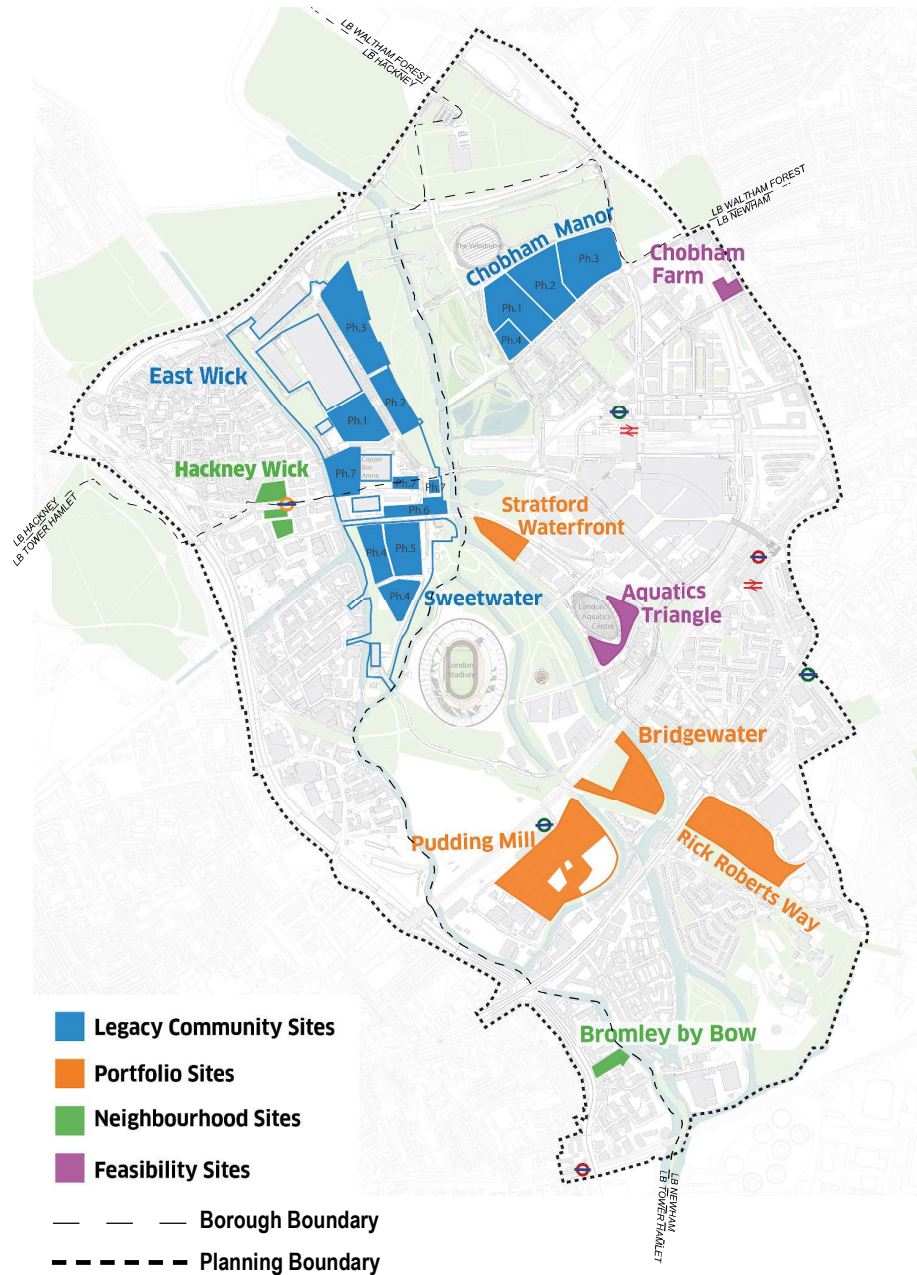 LB WALTHAM FOREST
LB HACKNEY
LB WALTHAM FOREST
LB NEWHAM
The Velodrome
Chobham Manor
Ph.3
Ph.2
Ph.1
Ph.4
Chobham
Farm
East Wick
Ph.3
Ph.2
Ph.1
Ph.7
Copper
Box
Arena
Ph.7
Ph.7
Ph.6
Hackney Wick
LB HACKNEY
LB TOWER HAMLET
Stratford
Waterfront
Ph.4
Ph.5
Ph.4
Sweetwater
Aquatics
Triangle
London
Aquatics
Centre
London
Stadium
Bridgewater
Pudding Mill
Rick Roberts Way
Bromley by Bow
Legacy Community Sites
Portfolio Sites
Neighbourhood Sites
Feasibility Sites
Borough Boundary
Planning Boundary
LB NEWHAM
LB TOWER HAMLET